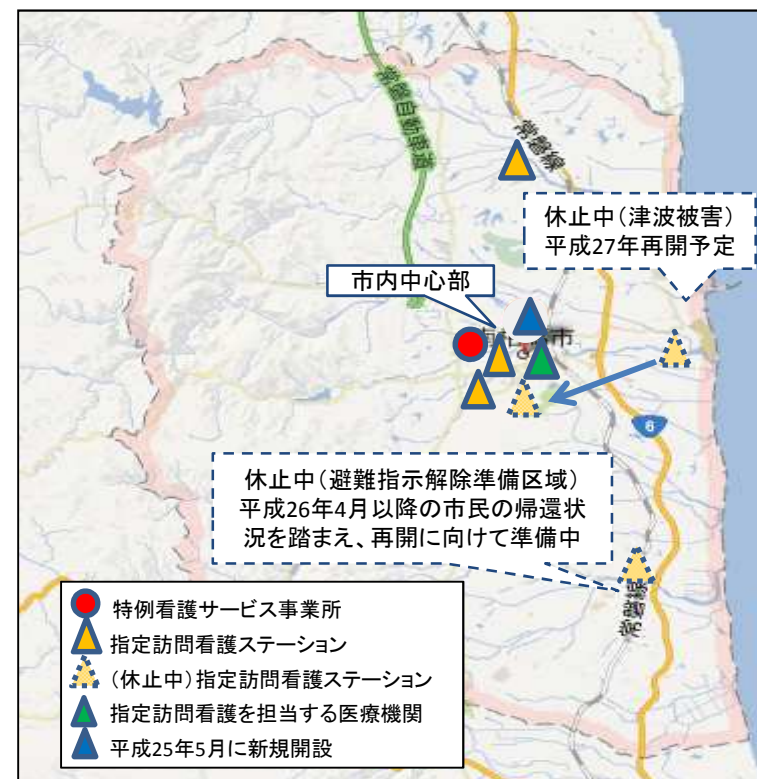 常磐自動車道
常磐線
休止中（津波被害）
平成27年再開予定
市内中心部
市
6
休止中（避難指示解除準備区域）
平成26年4月以降の市民の帰還状
況を踏まえ、再開に向けて準備中
常磐線
特例看護サービス事業所
指定訪問看護ステーション
（休止中）指定訪問看護ステーション
指定訪問看護を担当する医療機関
平成25年5月に新規開設